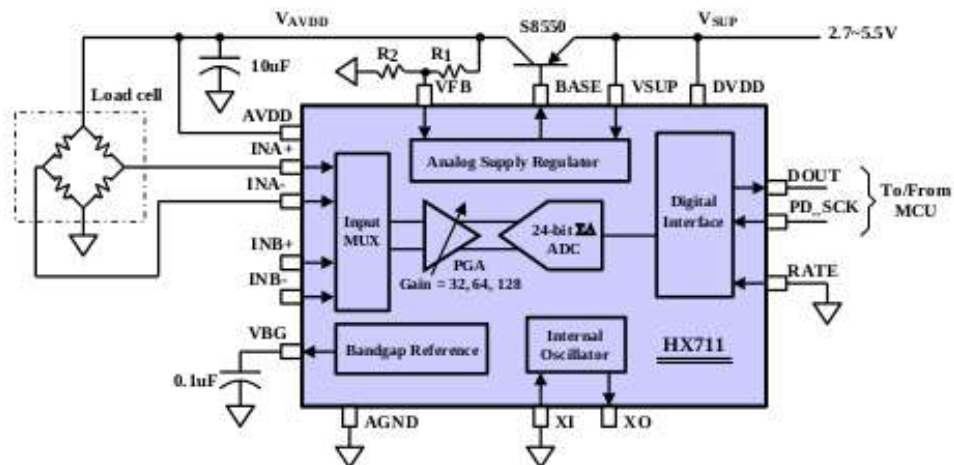 VAVDD
S8550
VSUP
2.7~5.5V
10uF
R2
R1
VFB
BASE
VSUP
DVDD
Load cell
AVDD
INA+
INA-
INB+
INB-
VBG
0.1uF
Analog Supply Regulator
Input
MUX
PGA
Gain = 32, 64, 128
24-bit ΣΔ
ADC
Digital
Interface
DOUT
PD_SCK
To/From
MCU
RATE
Bandgap Reference
Internal
Oscillator
HX711
AGND
XI
XO